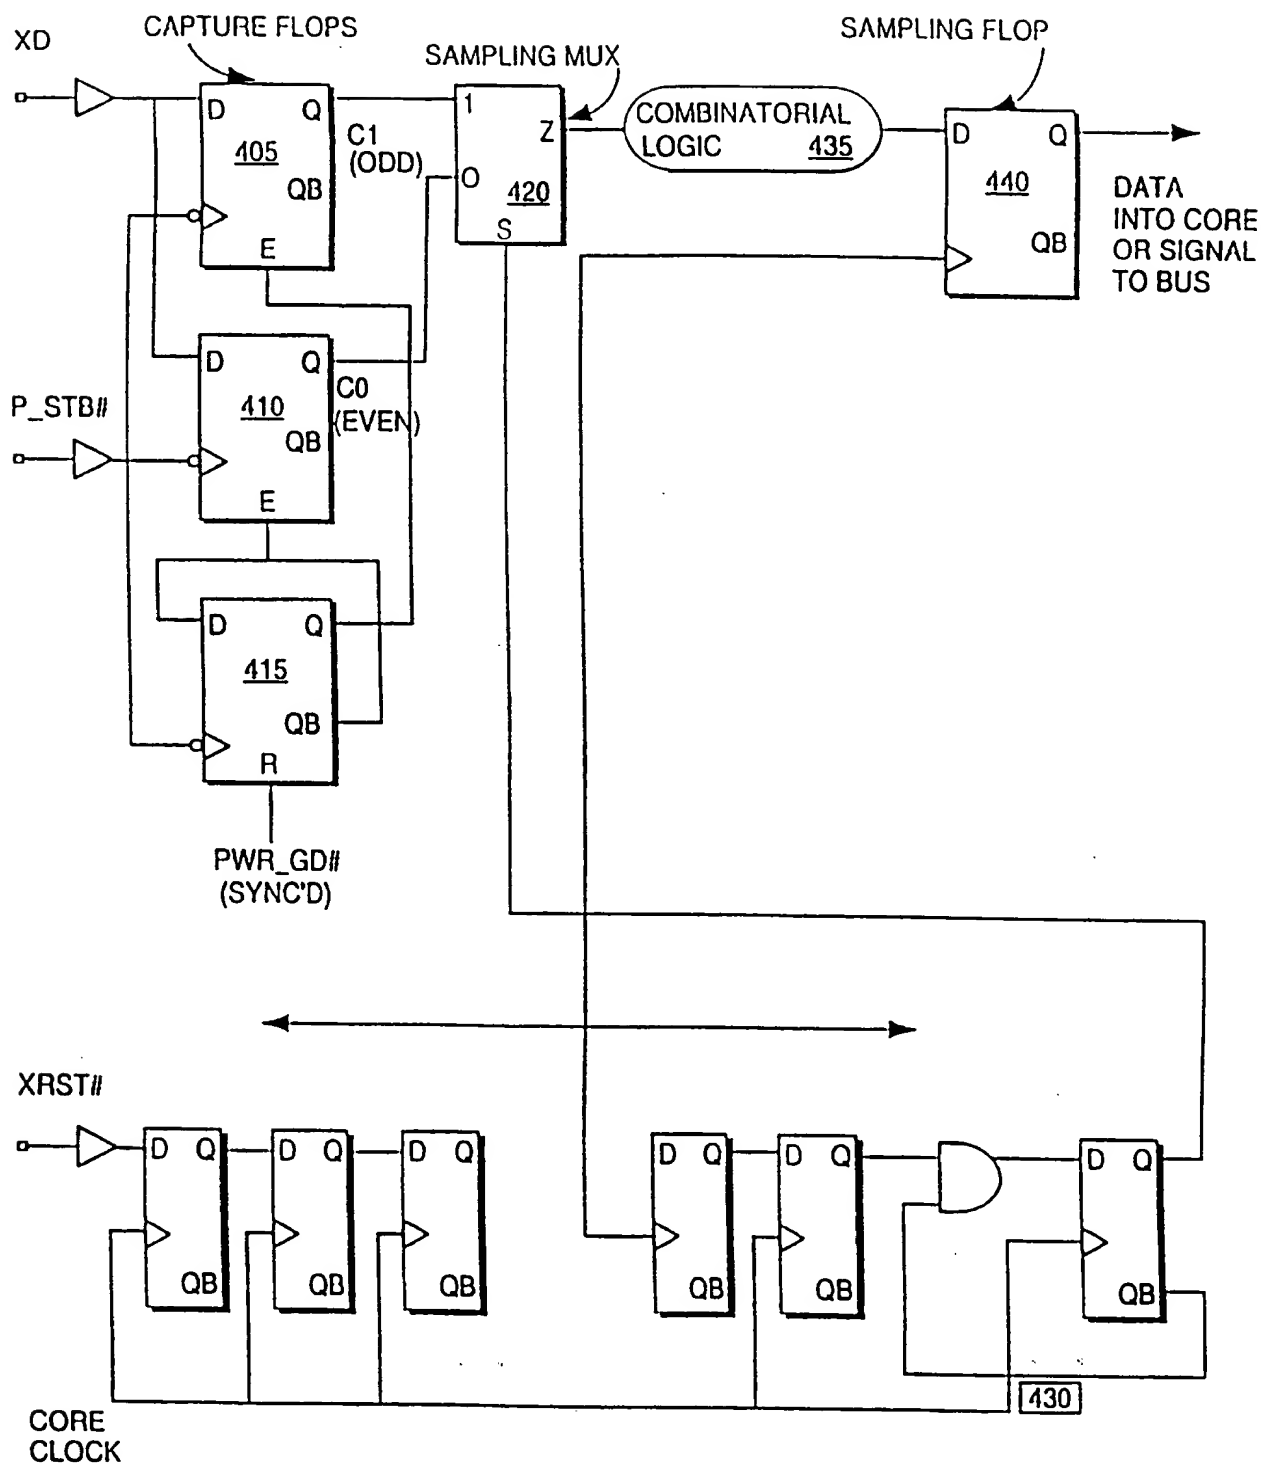 XD
CAPTURE FLOPS
SAMPLING MUX
SAMPLING FLOP
D Q
405
QB
E
C1
(ODD)
1
Z
O
420
S
COMBINATORIAL
LOGIC 435
D Q
440
QB
DATA
INTO CORE
OR SIGNAL
TO BUS
P_STB#
D Q
410
QB
E
C0
(EVEN)
D Q
415
QB
R
PWR_GD#
(SYNC'D)
XRST#
D Q
QB
D Q
QB
D Q
QB
D Q
QB
D Q
QB
D Q
QB
430
CORE
CLOCK